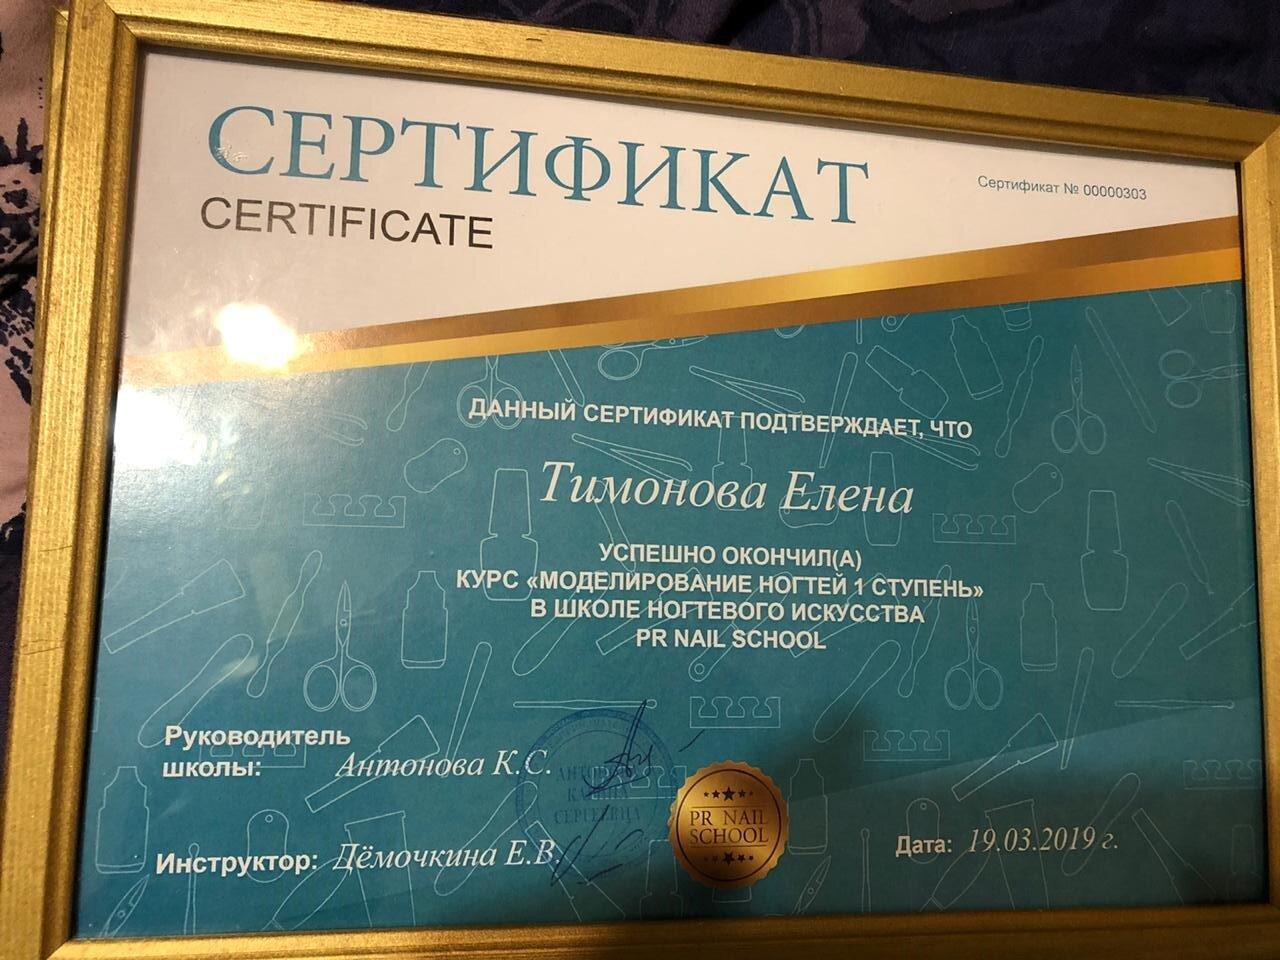 СЕРТИФИКАТ
CERTIFICATE
Сертификат № 00000303
ДАННЫЙ СЕРТИФИКАТ ПОДТВЕРЖДАЕТ, ЧТО
Тимонова Елена
УСПЕШНО ОКОНЧИЛ(А)
КУРС «МОДЕЛИРОВАНИЕ НОГТЕЙ 1 СТУПЕНЬ»
В ШКОЛЕ НОГТЕВОГО ИСКУССТВА
PR NAIL SCHOOL
Руководитель
школы: Антонова К.С.
СЕРГЕЕВНА
PR NAIL
SCHOOL
Инструктор: Дёмочкина Е.В.
Дата: 19.03.2019 г.